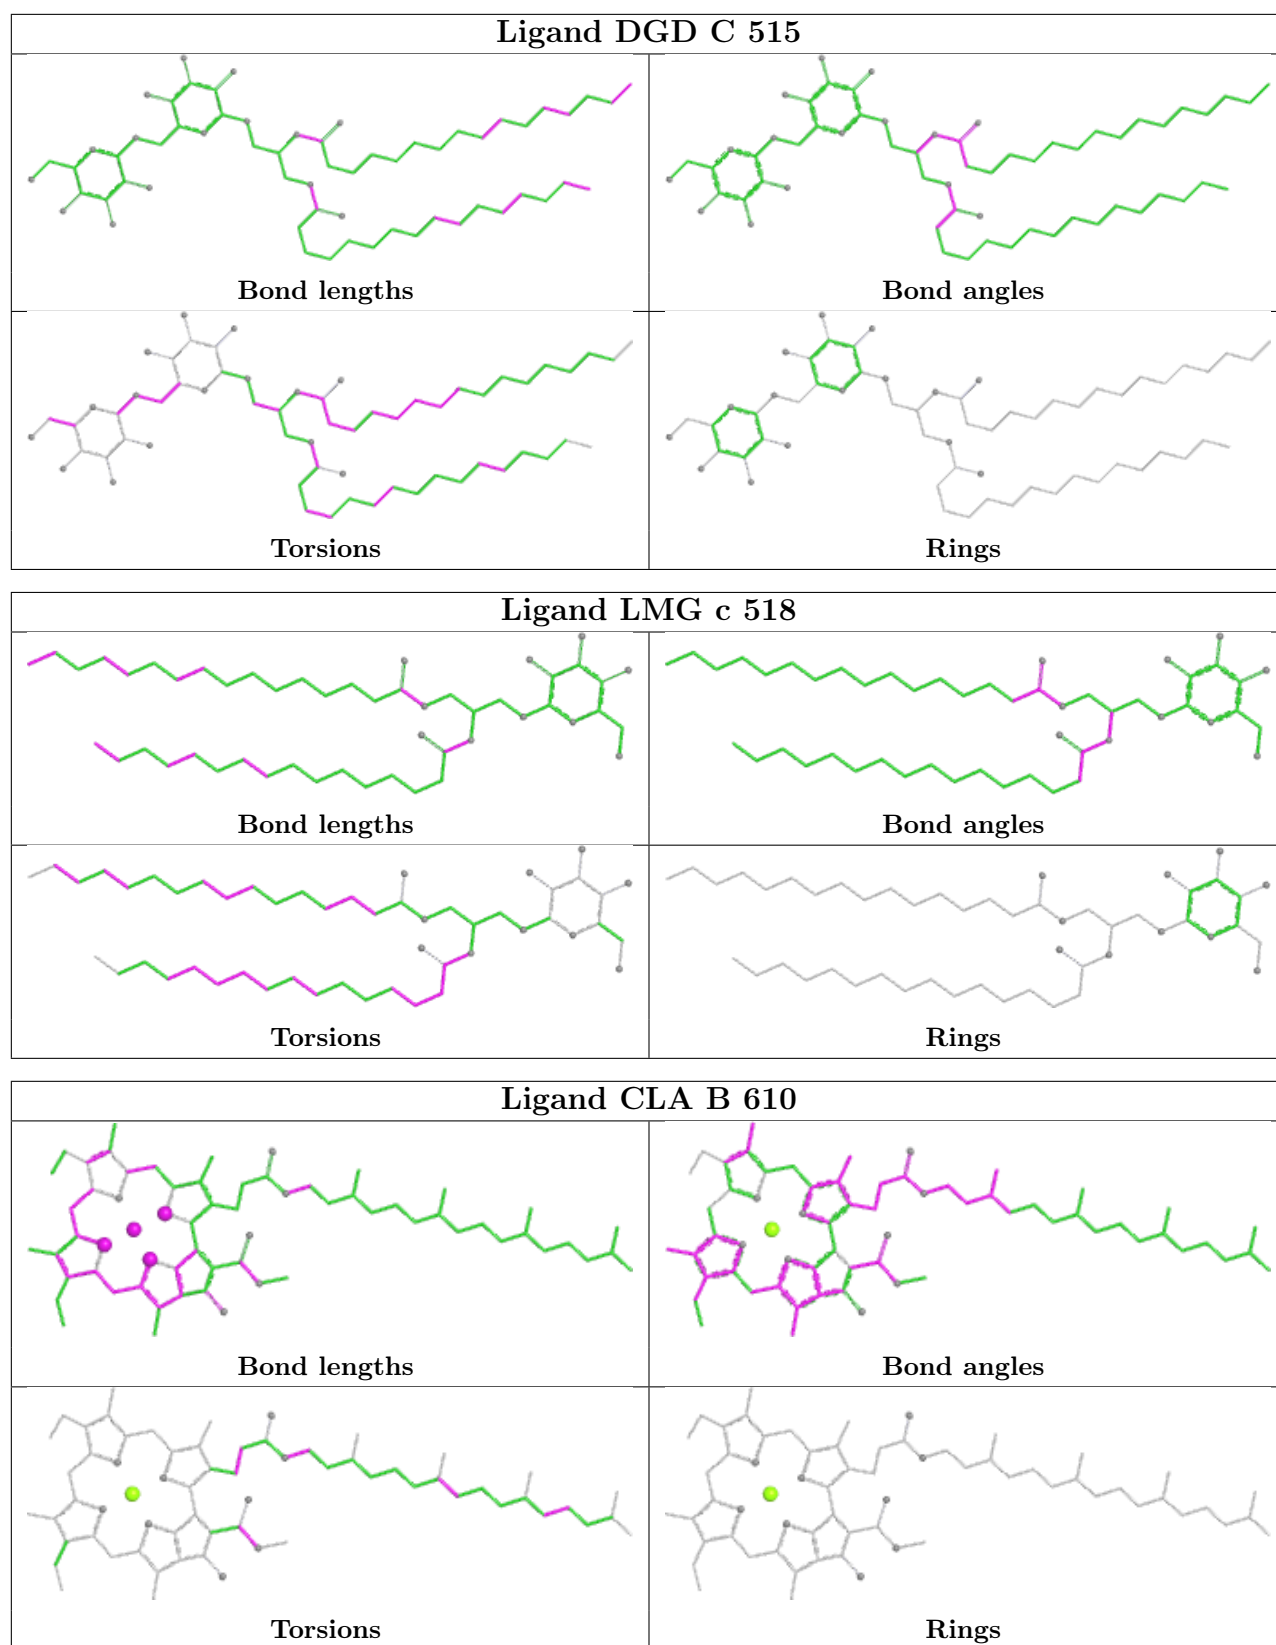 Ligand DGD C 515
Bond lengths
Bond angles
Torsions
Rings
Ligand LMG c 518
Bond lengths
Bond angles
Torsions
Rings
Ligand CLA B 610
Bond lengths
Bond angles
Torsions
Rings